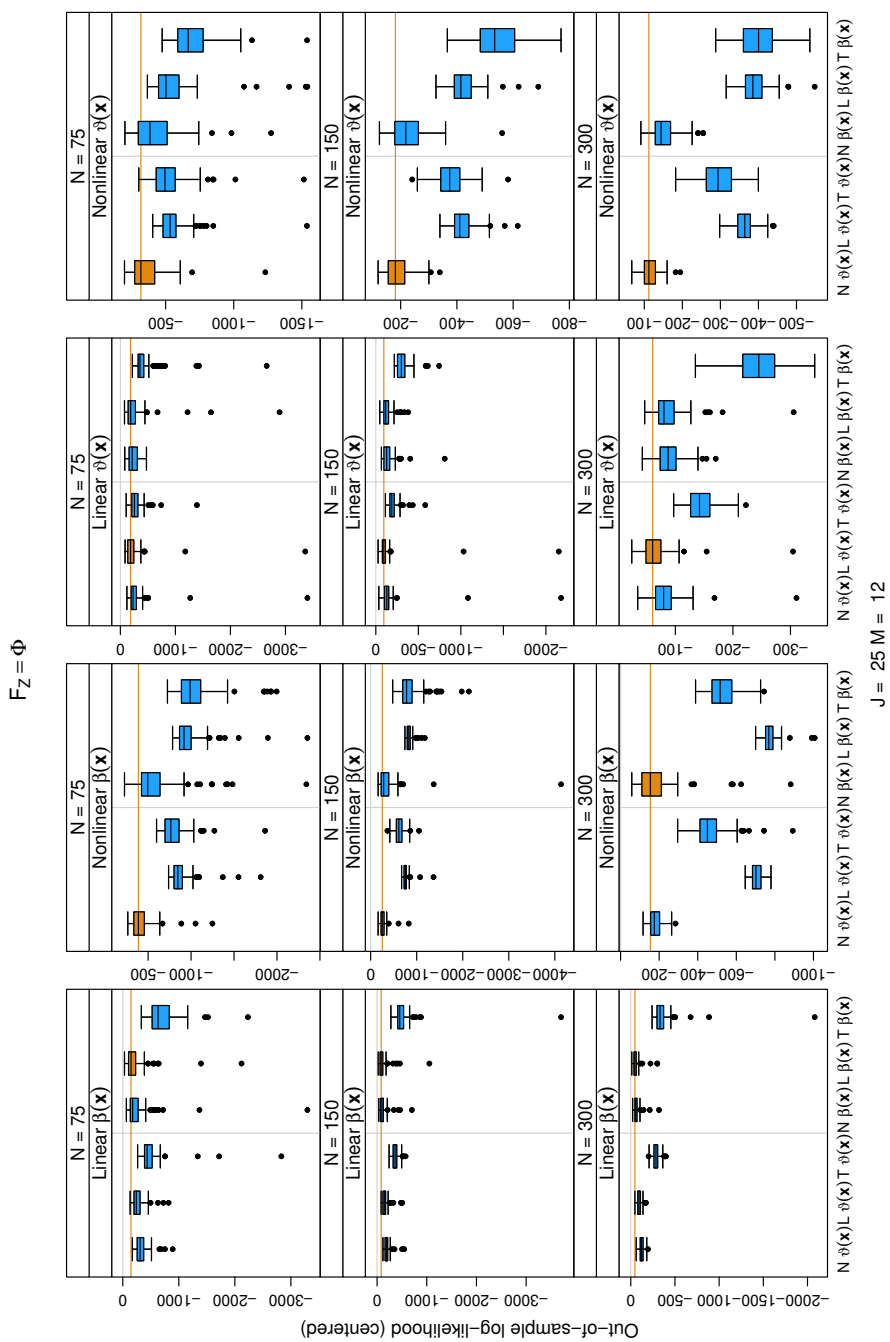 F_Z = Φ
Out−of−sample log−likelihood (centered)
N = 75
Linear β(x)
0
−1000
−2000
−3000
N = 75
Nonlinear β(x)
−500
−1000
−2000
N = 75
Linear ϑ(x)
0
−1000
−2000
−3000
N = 75
Nonlinear ϑ(x)
−500
−1000
−1500
N = 150
Linear β(x)
0
−1000
−2000
−3000
N = 150
Nonlinear β(x)
0
−1000
−2000
−3000
−4000
N = 150
Linear ϑ(x)
0
−500
−1000
−2000
N = 150
Nonlinear ϑ(x)
−200
−400
−600
−800
N = 300
Linear β(x)
0
−500
−1000
−1500
−2000
N = 300
Nonlinear β(x)
−200
−400
−600
−1000
N = 300
Linear ϑ(x)
−100
−200
−300
N = 300
Nonlinear ϑ(x)
−100
−200
−300
−400
−500
N ϑ(x) L ϑ(x) T ϑ(x) N β(x) L β(x) T β(x)
N ϑ(x) L ϑ(x) T ϑ(x) N β(x) L β(x) T β(x)
N ϑ(x) L ϑ(x) T ϑ(x) N β(x) L β(x) T β(x)
N ϑ(x) L ϑ(x) T ϑ(x) N β(x) L β(x) T β(x)
J = 25 M = 12